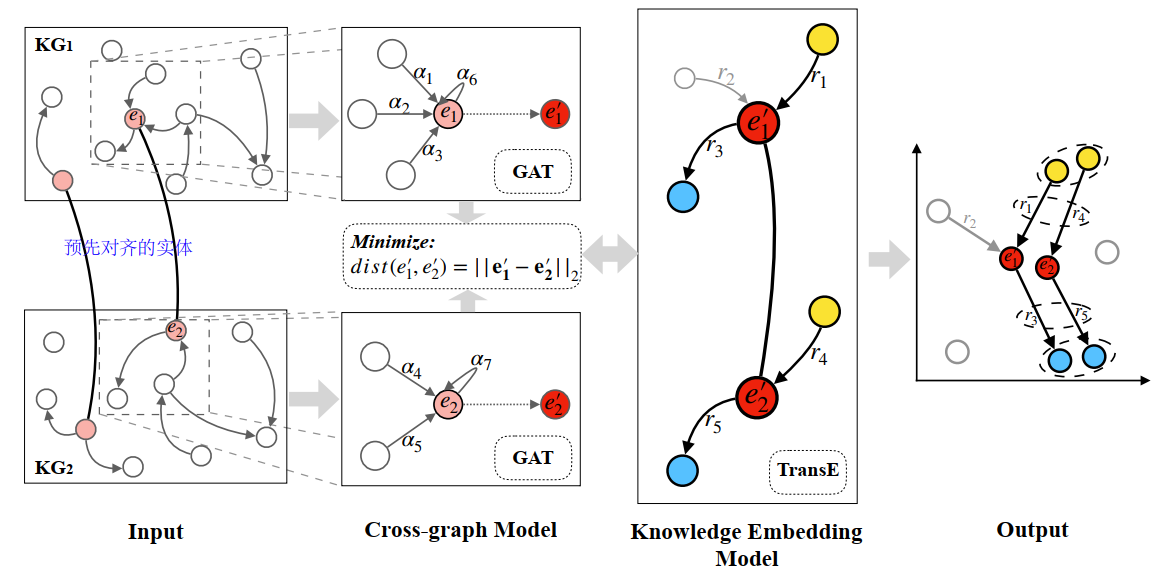 KG1
e1
预先对齐的实体
e2
KG2
Input
α1
α2
α3
α6
e1
e′1
GAT
Minimize:
dist(e′1, e′2) = ||e′1 − e′2||2
α4
α5
α7
e2
e′2
GAT
Cross-graph Model
r2
r1
e′1
r3
r4
e′2
r5
TransE
Knowledge Embedding
Model
r1
r4
r2
e′1
e′2
r3
r5
Output